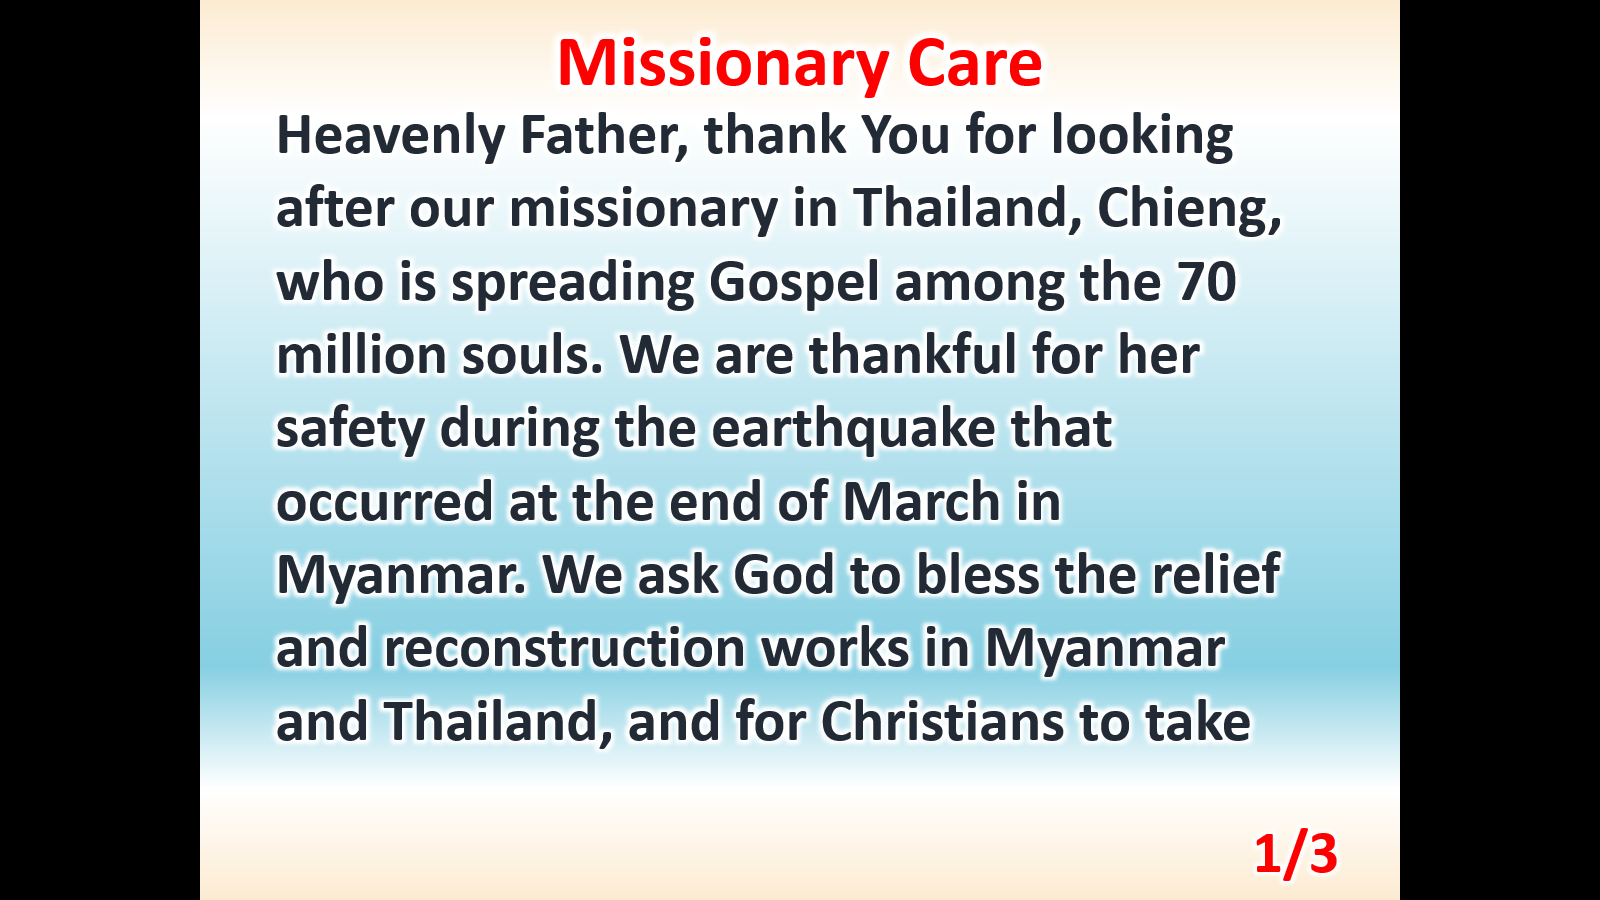 Missionary Care
Heavenly Father, thank You for looking
after our missionary in Thailand, Chieng,
who is spreading Gospel among the 70
million souls. We are thankful for her
safety during the earthquake that
occurred at the end of March in
Myanmar. We ask God to bless the relief
and reconstruction works in Myanmar
and Thailand, and for Christians to take
1/3